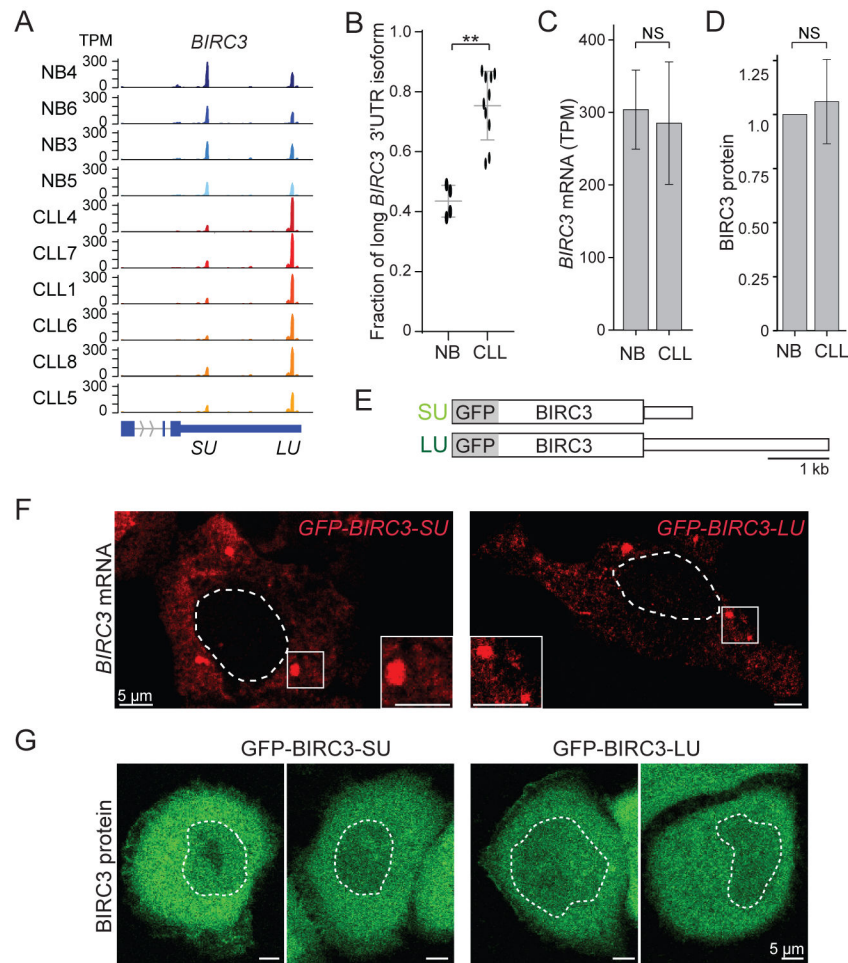 A
TPM
BIRC3
NB4
300
0
NB6
300
0
NB3
300
0
NB5
300
0
CLL4
300
0
CLL7
300
0
CLL1
300
0
CLL6
300
0
CLL8
300
0
CLL5
300
0
SU LU
B
Fraction of long BIRC3 3'UTR isoform
1.0
0.8
0.6
0.4
0.2
0
**
NB CLL
C
BIRC3 mRNA (TPM)
400
300
200
100
0
NS
NB CLL
D
BIRC3 protein
1.25
1.0
0.75
0.5
1.25
0
NS
NB CLL
E
SU GFP BIRC3
LU GFP BIRC3
1 kb
F
BIRC3 mRNA
GFP-BIRC3-SU
GFP-BIRC3-LU
5 µm
G
GFP-BIRC3-SU
GFP-BIRC3-LU
BIRC3 protein
5 µm